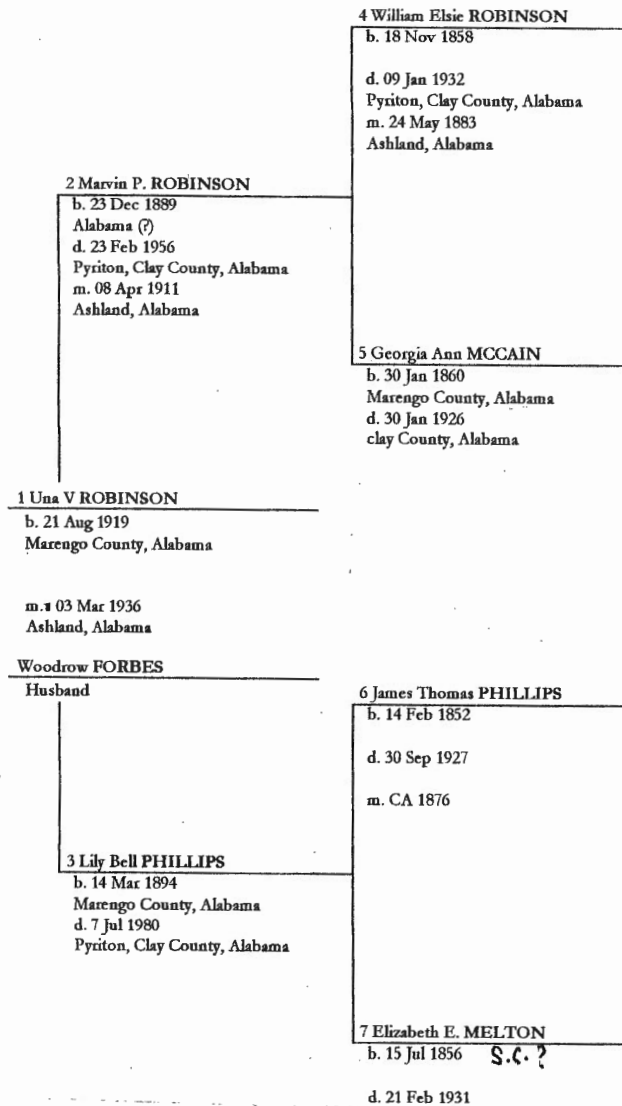 4 William Elsie ROBINSON
b. 18 Nov 1858
d. 09 Jan 1932
Pyriton, Clay County, Alabama
m. 24 May 1883
Ashland, Alabama
2 Marvin P. ROBINSON
b. 23 Dec 1889
Alabama (?)
d. 23 Feb 1956
Pyriton, Clay County, Alabama
m. 08 Apr 1911
Ashland, Alabama
5 Georgia Ann MCCAIN
b. 30 Jan 1860
Marengo County, Alabama
d. 30 Jan 1926
clay County, Alabama
1 Una V ROBINSON
b. 21 Aug 1919
Marengo County, Alabama
m. 03 Mar 1936
Ashland, Alabama
Woodrow FORBES
Husband
6 James Thomas PHILLIPS
b. 14 Feb 1852
d. 30 Sep 1927
m. CA 1876
3 Lily Bell PHILLIPS
b. 14 Mar 1894
Marengo County, Alabama
d. 7 Jul 1980
Pyriton, Clay County, Alabama
7 Elizabeth E. MELTON
b. 15 Jul 1856 S.C.?
d. 21 Feb 1931